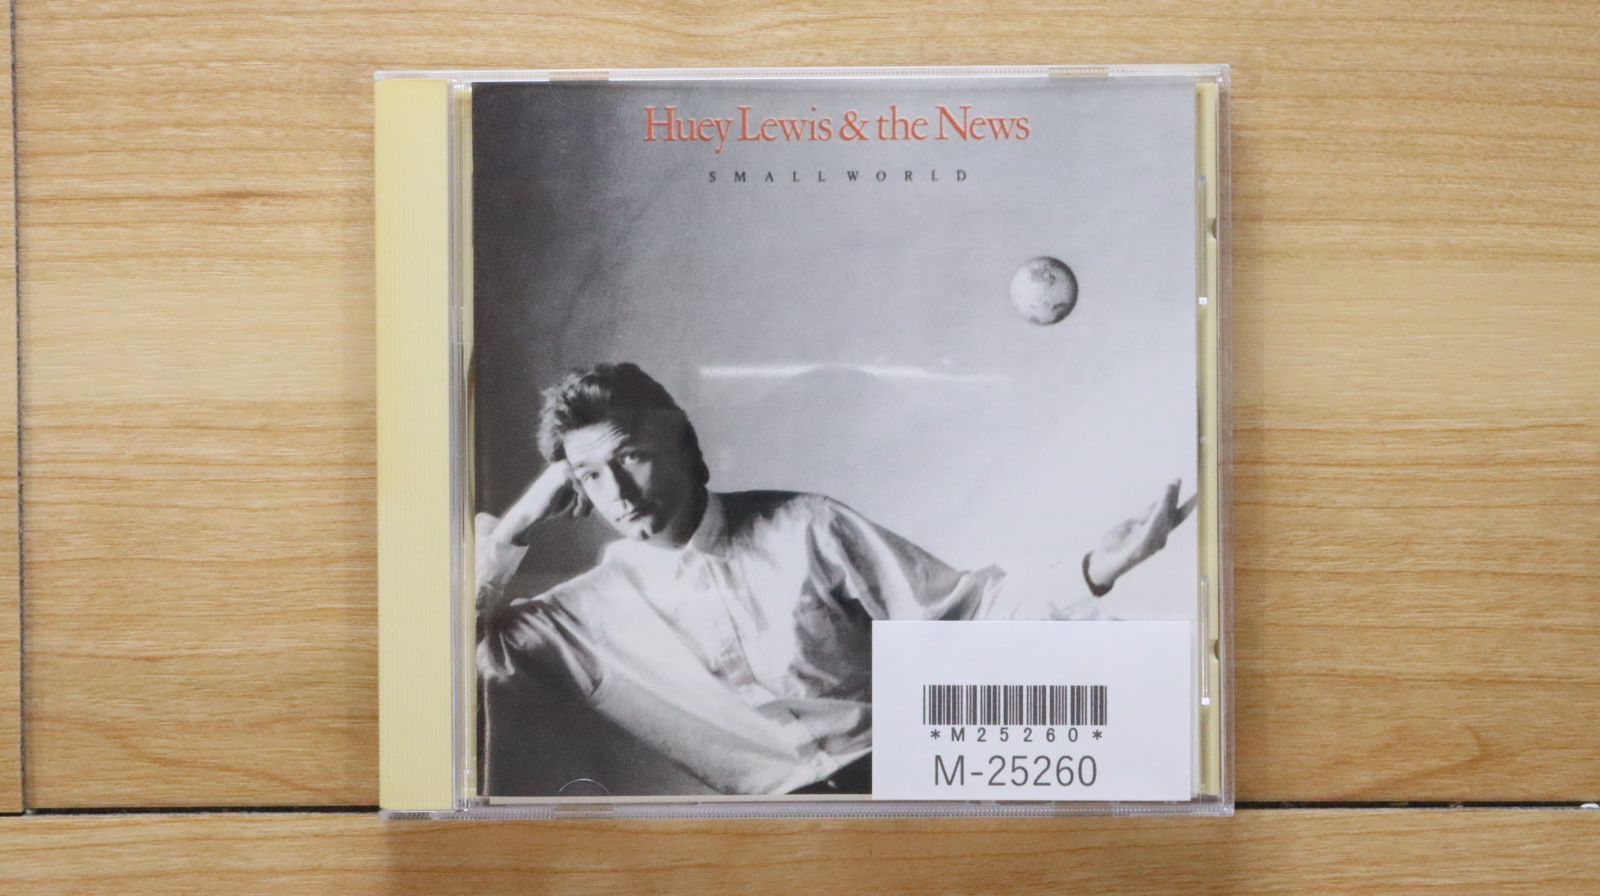 Huey Lewis & the News
SMALL WORLD
*M25260*
M-25260